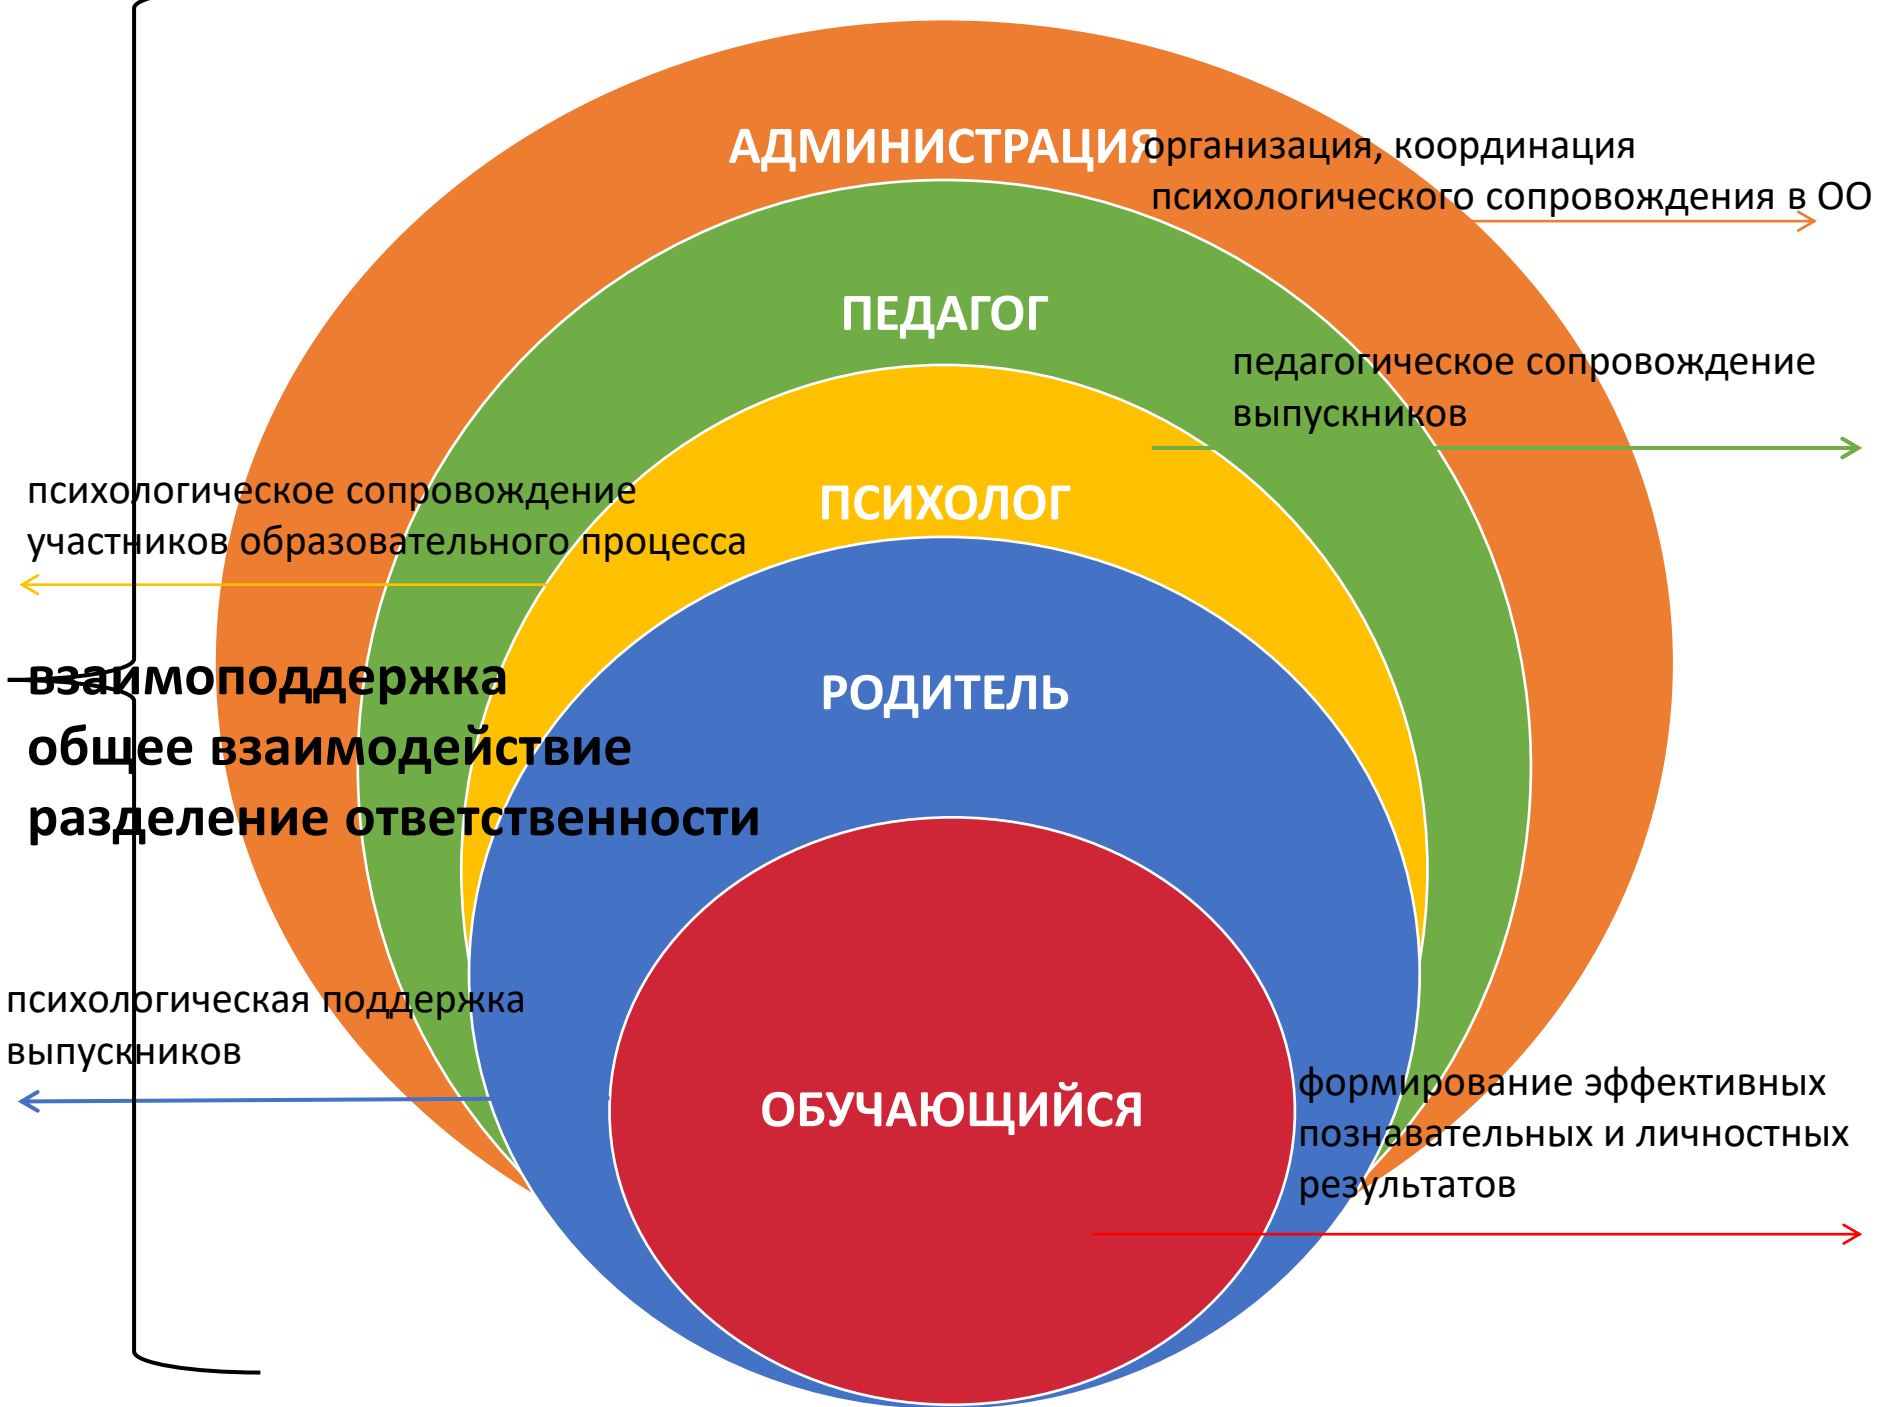 АДМИНИСТРАЦИЯ
организация, координация
психологического сопровождения в ОО
ПЕДАГОГ
педагогическое сопровождение
выпускников
психологическое сопровождение
участников образовательного процесса
ПСИХОЛОГ
взаимоподдержка
общее взаимодействие
разделение ответственности
РОДИТЕЛЬ
психологическая поддержка
выпускников
ОБУЧАЮЩИЙСЯ
формирование эффективных
познавательных и личностных
результатов